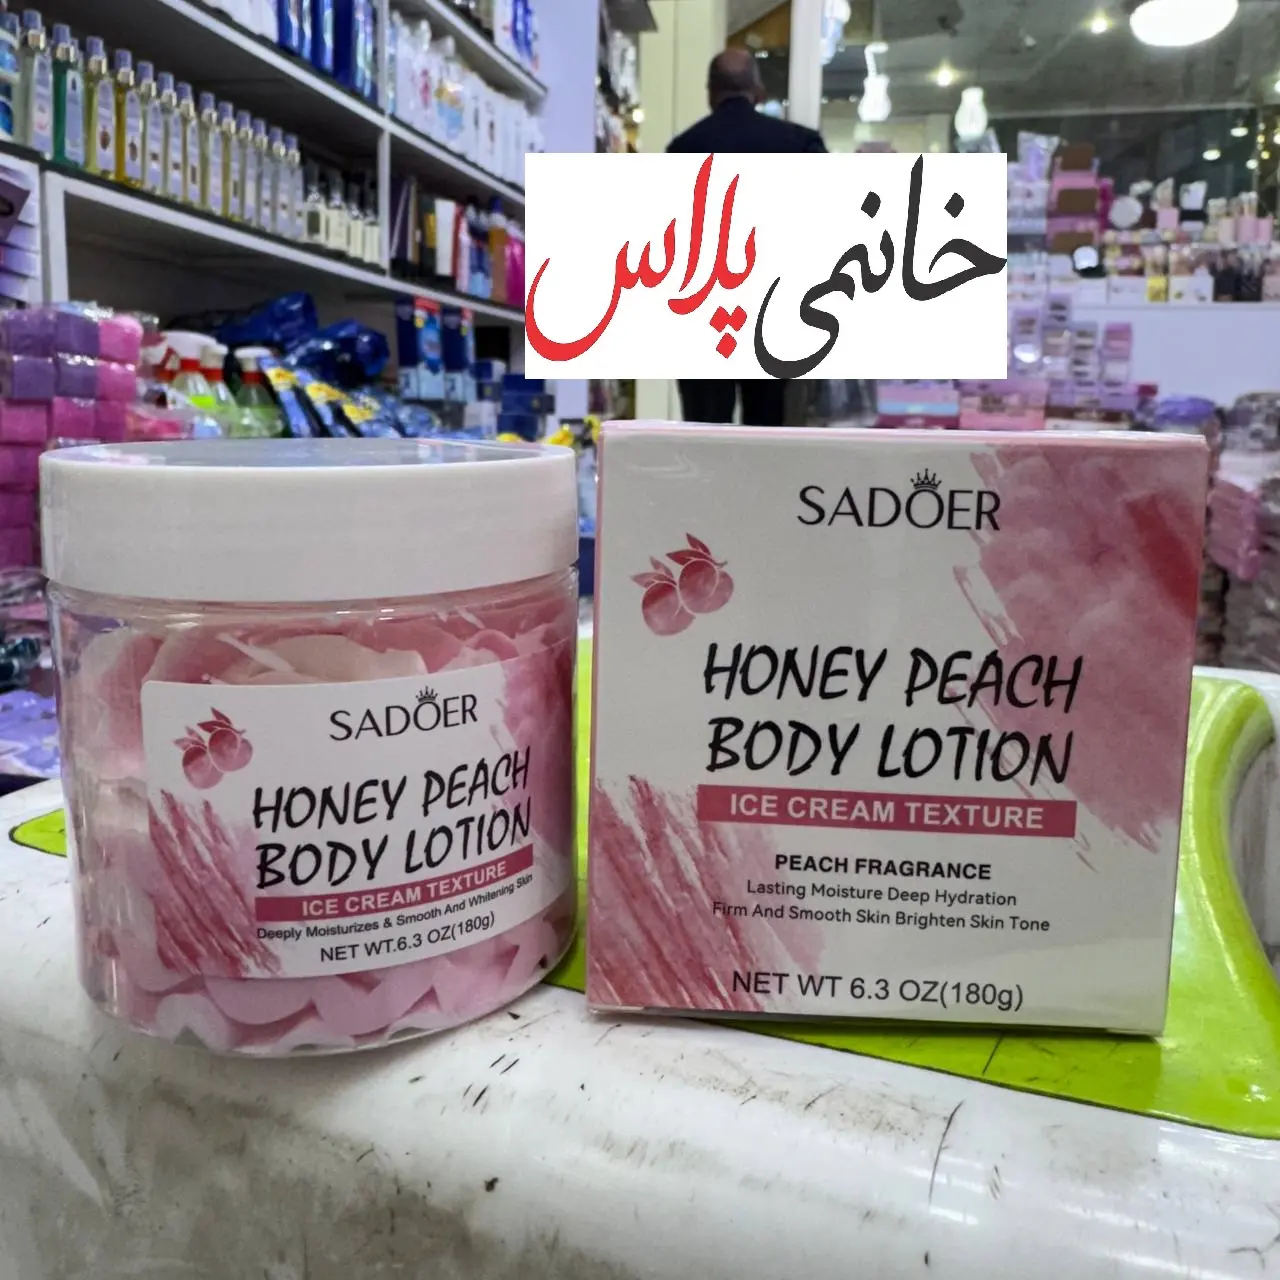 خانمی پلاس
SADOER
HONEY PEACH
BODY LOTION
ICE CREAM TEXTURE
Deeply Moisturizes & Smooth And Whitening Skin
NET WT.6.3 OZ(180g)
SADOER
HONEY PEACH
BODY LOTION
ICE CREAM TEXTURE
PEACH FRAGRANCE
Lasting Moisture Deep Hydration
Firm And Smooth Skin Brighten Skin Tone
NET WT 6.3 OZ(180g)